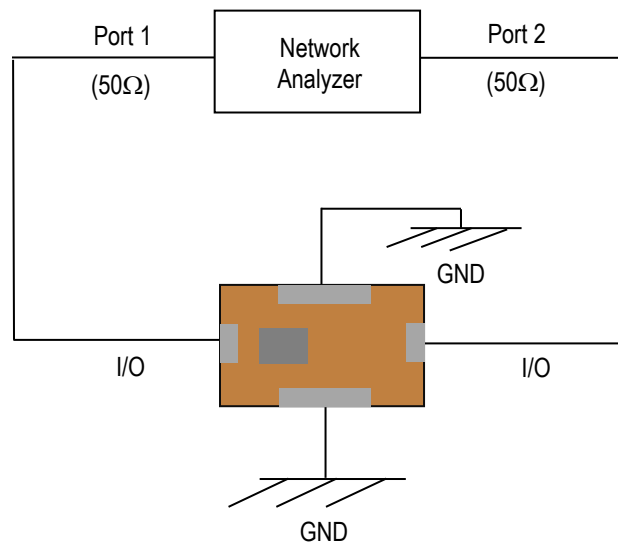 Port 1
Network
Analyzer
Port 2
(50Ω)
(50Ω)
GND
I/O
I/O
GND